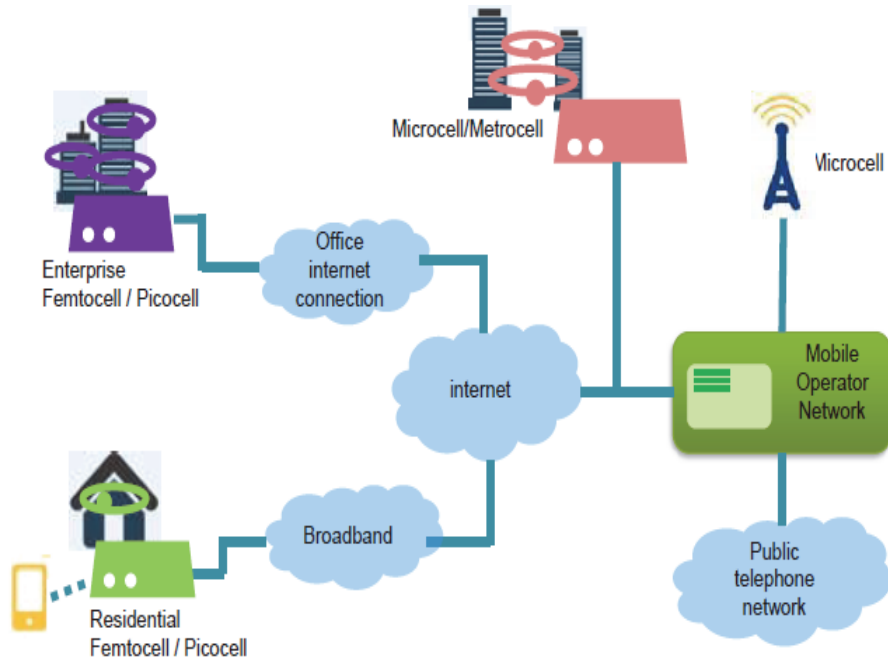 Microcell/Metrocell
Microcell
Enterprise
Femtocell / Picocell
Office
internet
connection
internet
Mobile
Operator
Network
Broadband
Public
telephone
network
Residential
Femtocell / Picocell